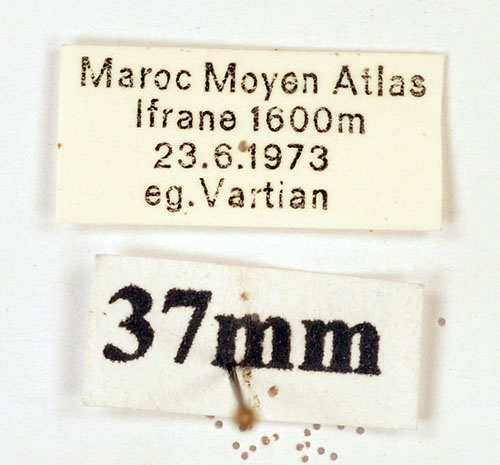 Maroc Moyen Atlas
Ifrane 1600m
23.6.1973
eg.Vartian
37mm